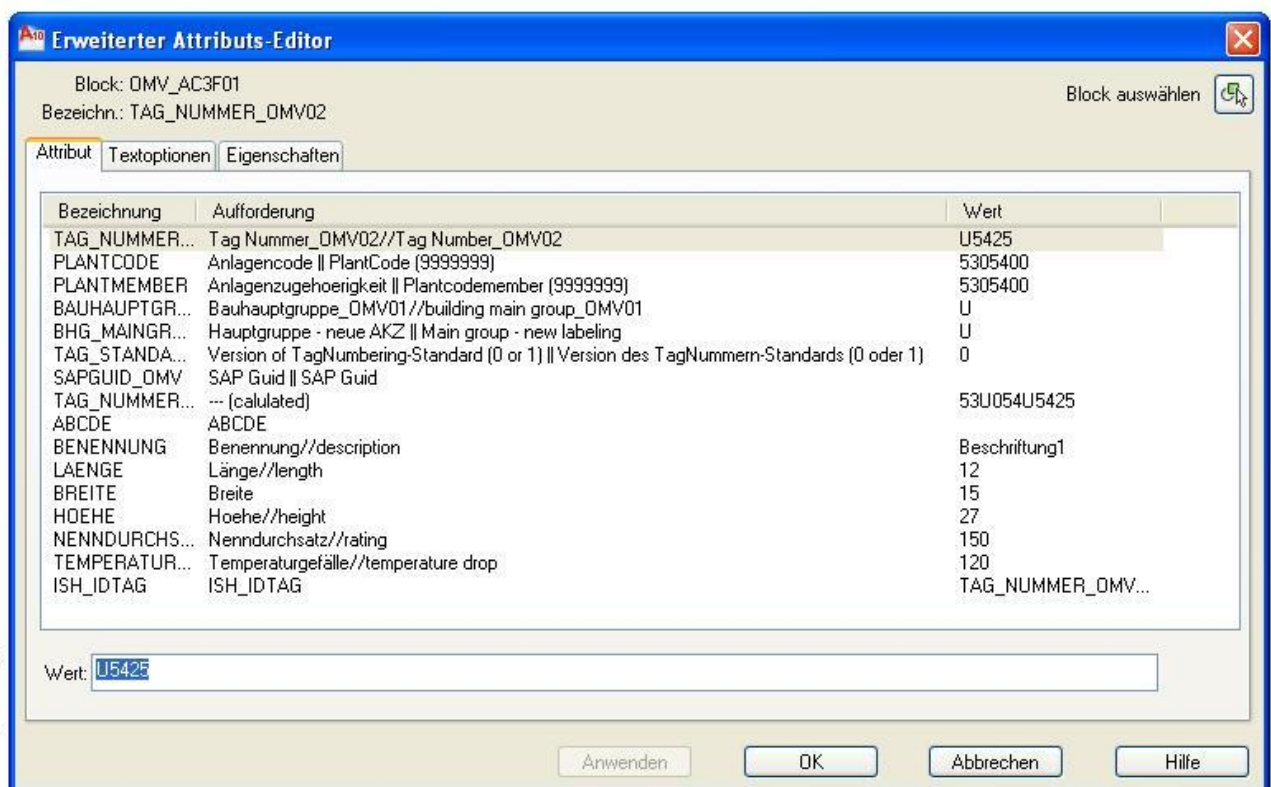 A10 Erweiterter Attributs-Editor
Block: OMV_AC3F01
Block auswählen
Bezeichn.: TAG_NUMMER_OMV02
Attribut Textoptionen Eigenschaften
Bezeichnung Aufforderung Wert
TAG_NUMMER... Tag Nummer_OMV02//Tag Number_OMV02 U5425
PLANTCODE Anlagencode || PlantCode (9999999) 5305400
PLANTMEMBER Anlagenzugehoerigkeit || Plantcodemember (9999999) 5305400
BAUHAUPTGR... Bauhauptgruppe_OMV01//building main group_OMV01 U
BHG_MAINGR... Hauptgruppe - neue AKZ || Main group - new labeling U
TAG_STANDA... Version of TagNumbering-Standard (0 or 1) || Version des TagNummern-Standards (0 oder 1) 0
SAPGUID_OMV SAP Guid || SAP Guid
TAG_NUMMER... --- (calulated) 53U054U5425
ABCDE ABCDE
BENENNUNG Benennung//description Beschriftung1
LAENGE Länge//length 12
BREITE Breite 15
HOEHE Hoehe//height 27
NENNDURCHS... Nenndurchsatz//rating 150
TEMPERATUR... Temperaturgefälle//temperature drop 120
ISH_IDTAG ISH_IDTAG TAG_NUMMER_OMV...
Wert: U5425
Anwenden OK Abbrechen Hilfe